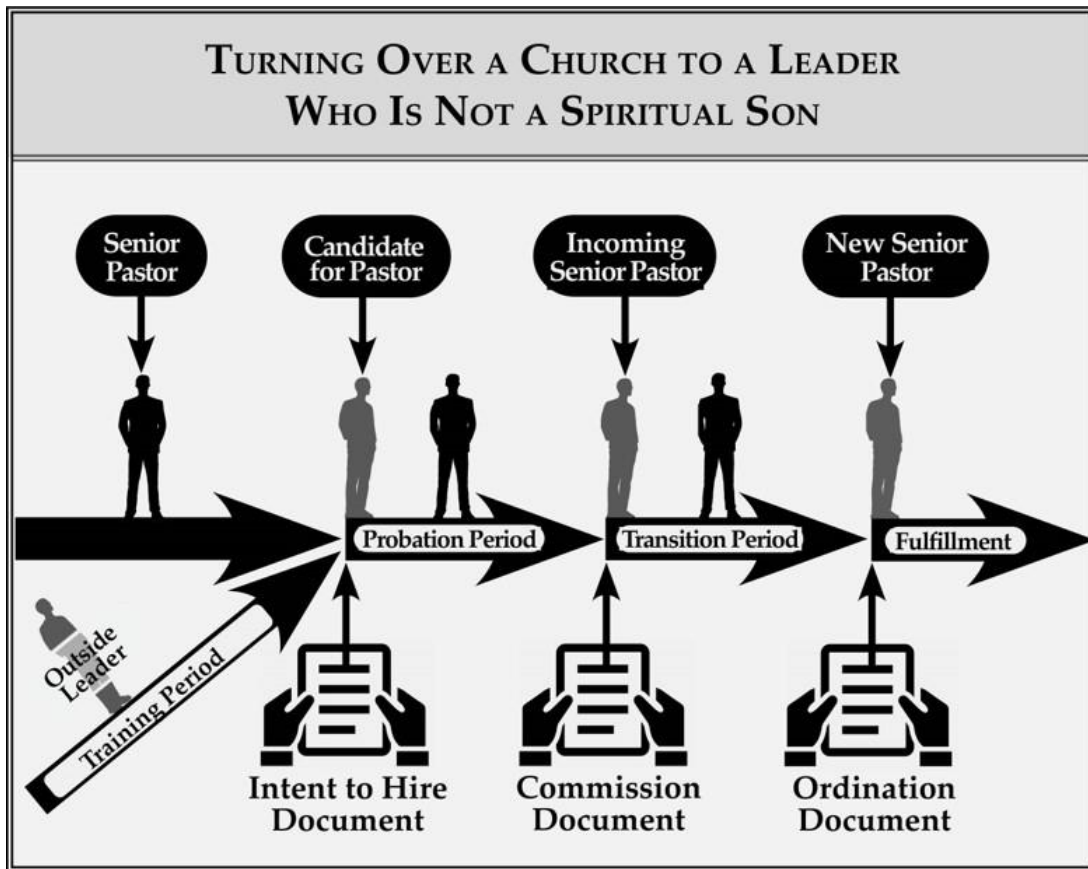 TURNING OVER A CHURCH TO A LEADER
WHO IS NOT A SPIRITUAL SON
Senior
Pastor
Candidate
for Pastor
Incoming
Senior Pastor
New Senior
Pastor
Probation Period
Transition Period
Fulfillment
Outside
Leader
Training Period
Intent to Hire
Document
Commission
Document
Ordination
Document